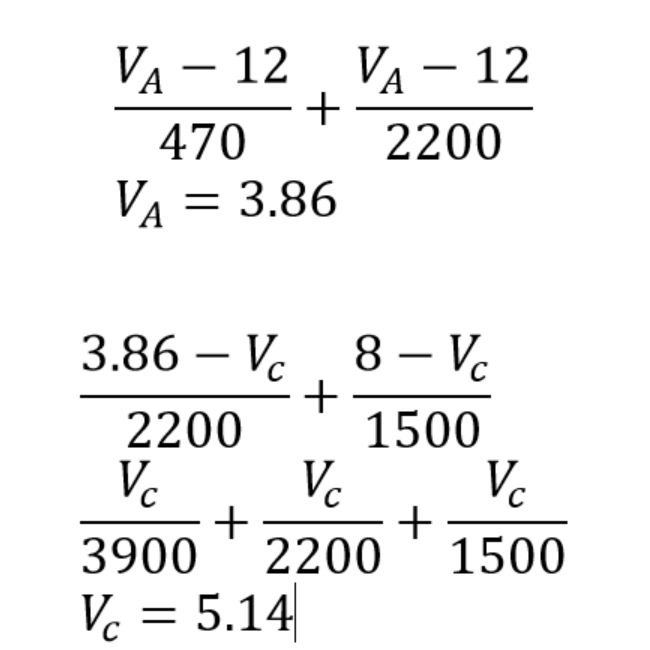 (V_A − 12)/470 + (V_A − 12)/2200
V_A = 3.86
(3.86 − V_c)/2200 + (8 − V_c)/1500
V_c/3900 + V_c/2200 + V_c/1500
V_c = 5.14